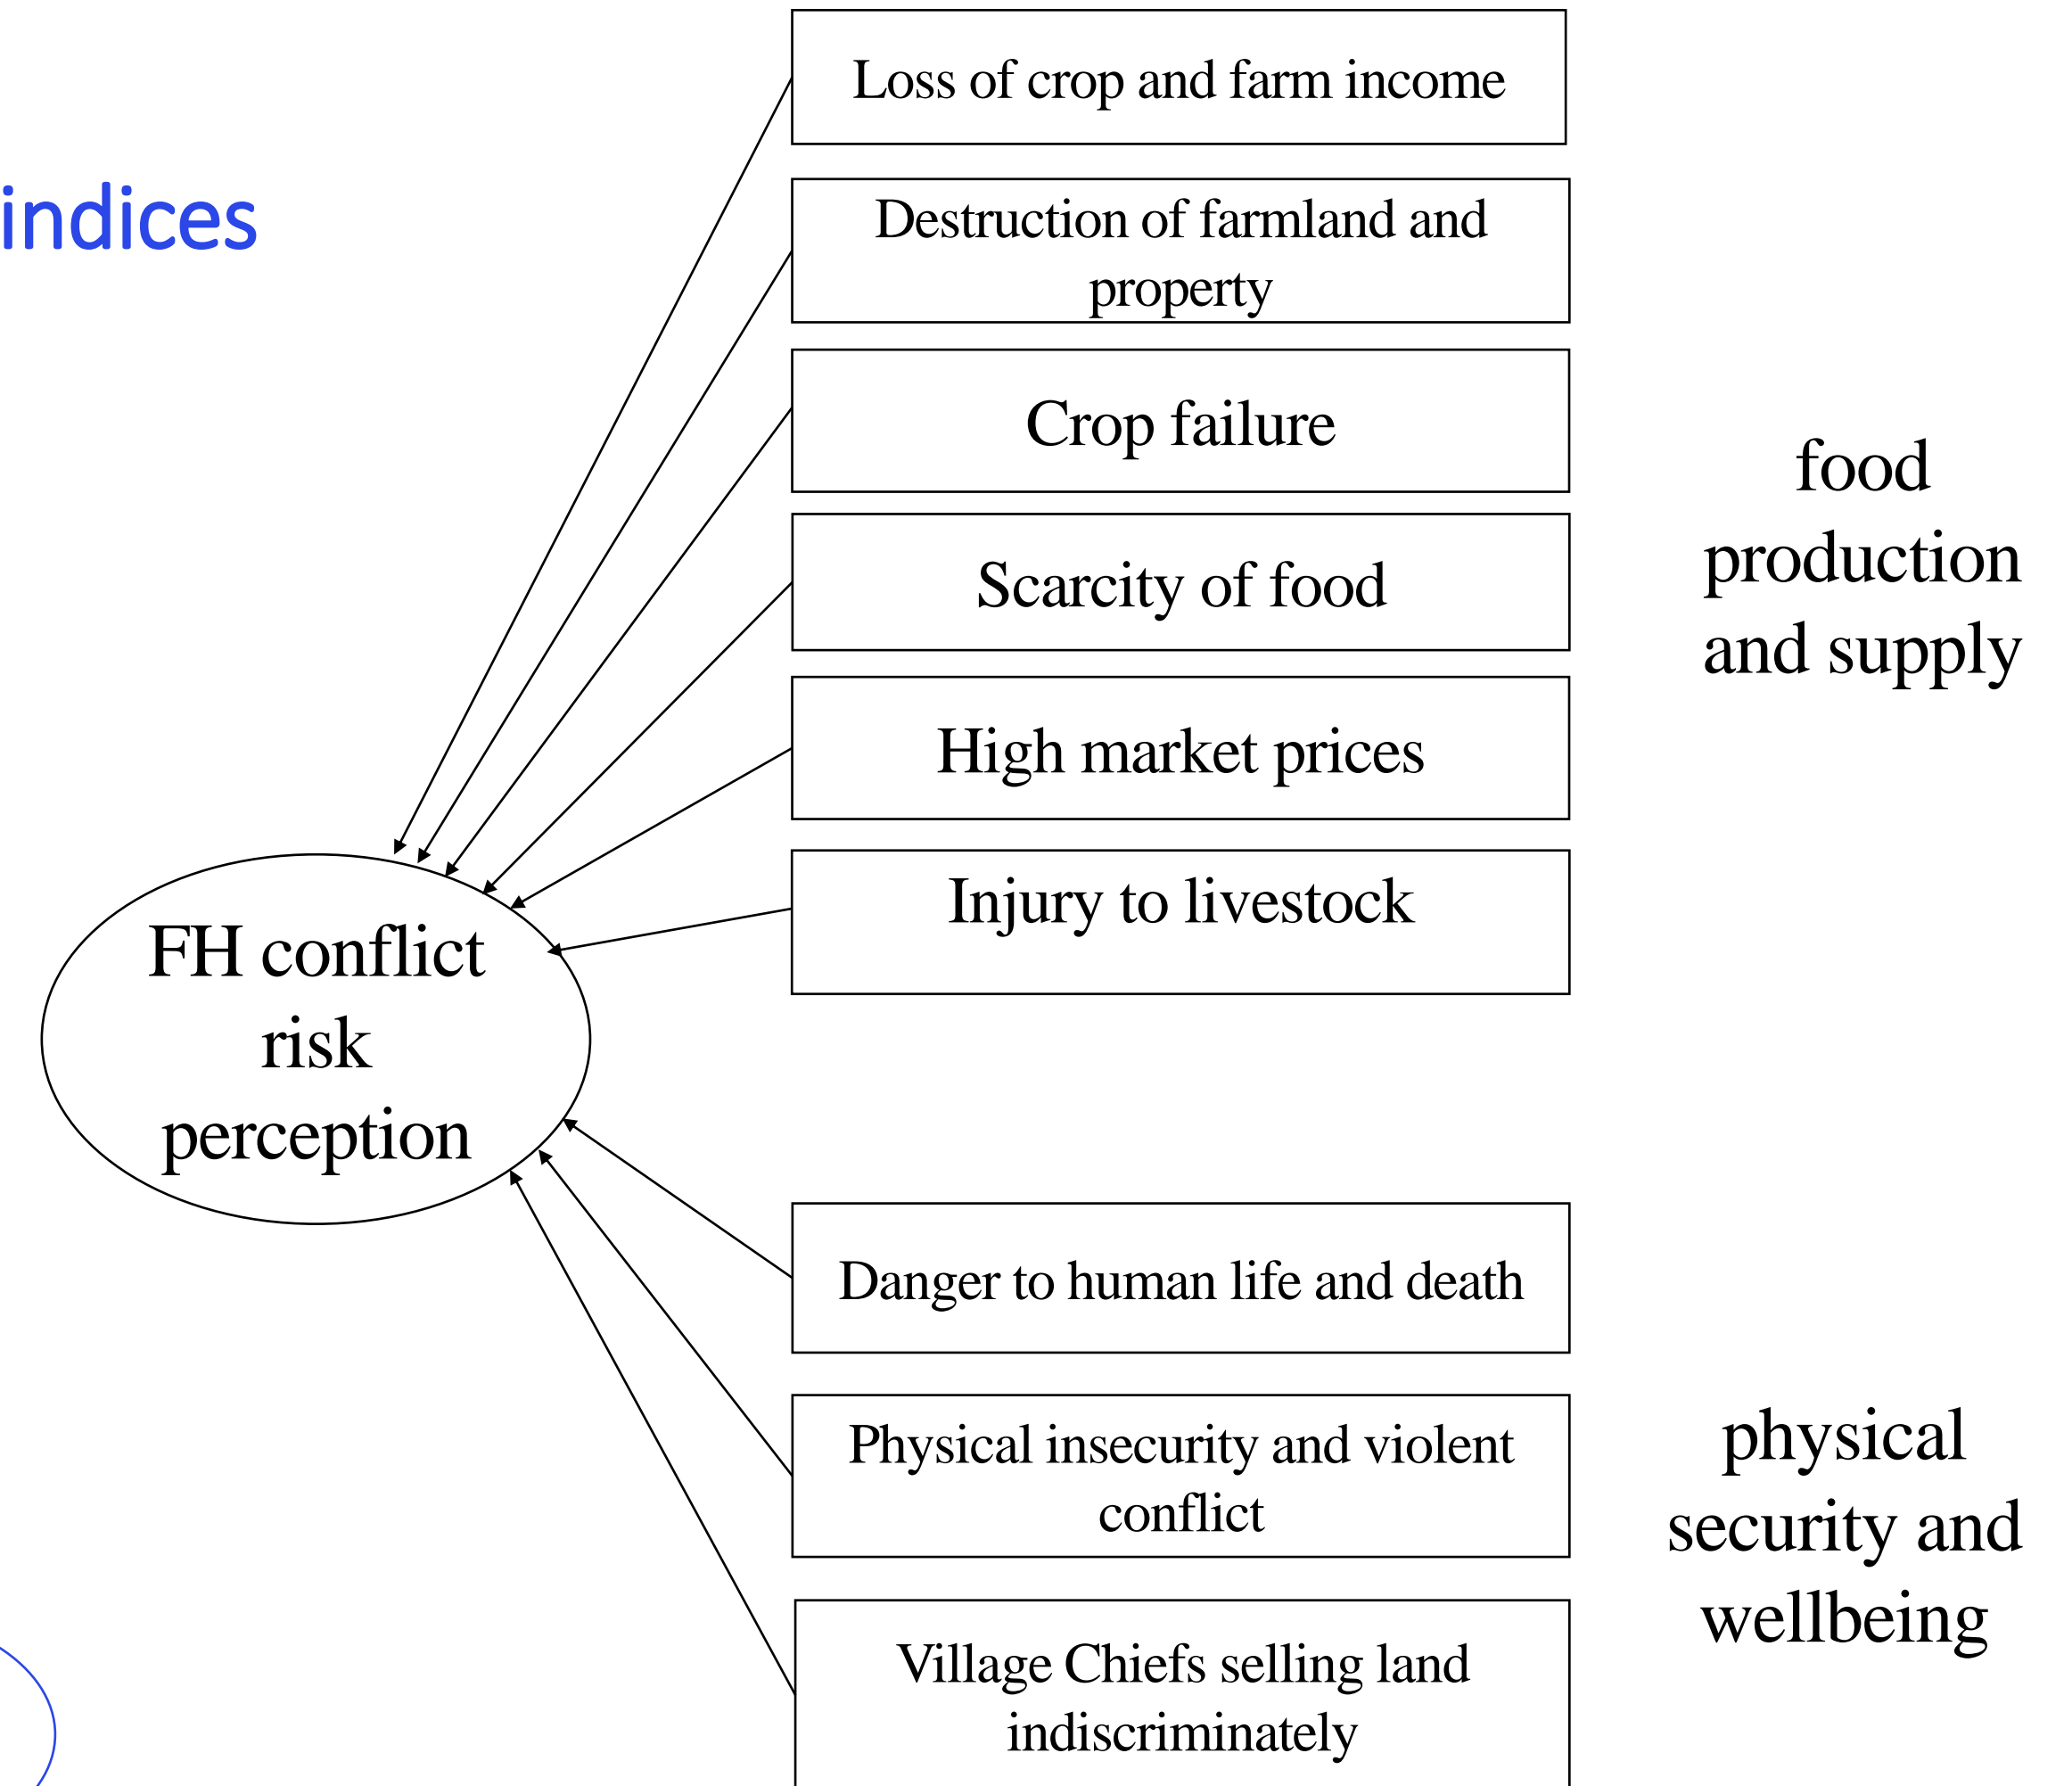 indices
Loss of crop and farm income
Destruction of farmland and
property
Crop failure
Scarcity of food
High market prices
Injury to livestock
food
production
and supply
FH conflict
risk
perception
Danger to human life and death
Physical insecurity and violent
conflict
Village Chiefs selling land
indiscriminately
physical
security and
wellbeing